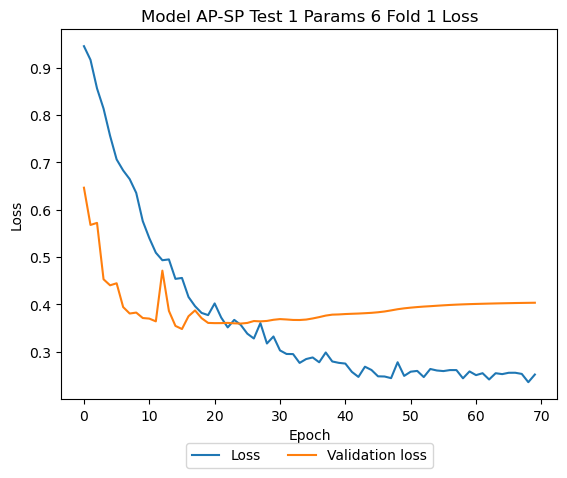 Model AP-SP Test 1 Params 6 Fold 1 Loss
Loss
0.9
0.8
0.7
0.6
0.5
0.4
0.3
0 10 20 30 40 50 60 70
Epoch
Loss Validation loss